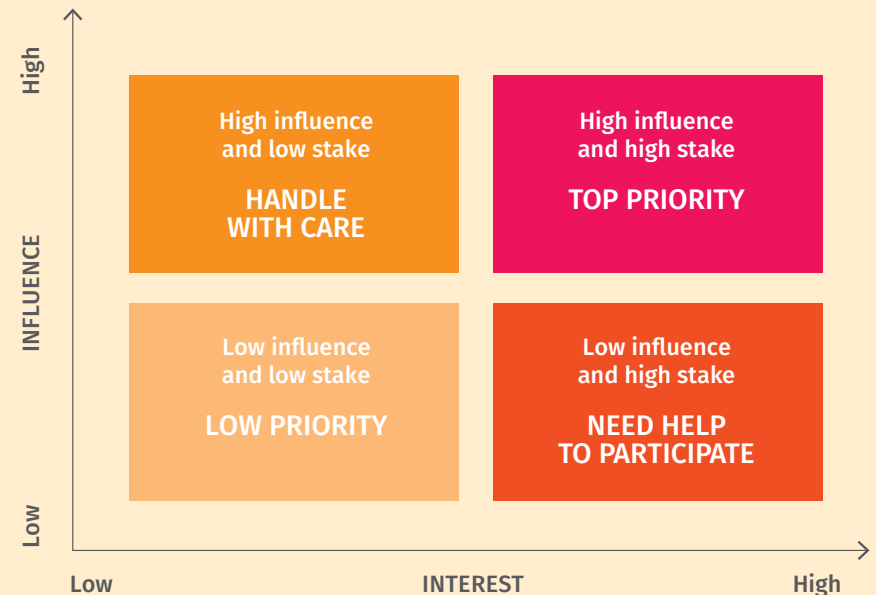 High
INFLUENCE
Low
High influence
and low stake
HANDLE
WITH CARE
High influence
and high stake
TOP PRIORITY
Low influence
and low stake
LOW PRIORITY
Low influence
and high stake
NEED HELP
TO PARTICIPATE
Low
INTEREST
High